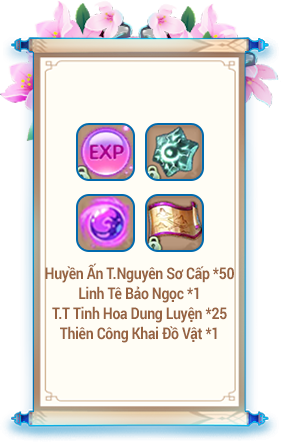 EXP
Huyền Ấn T.Nguyên Sơ Cấp *50
Linh Tê Bảo Ngọc *1
T.T Tinh Hoa Dung Luyện *25
Thiên Công Khai Đồ Vật *1